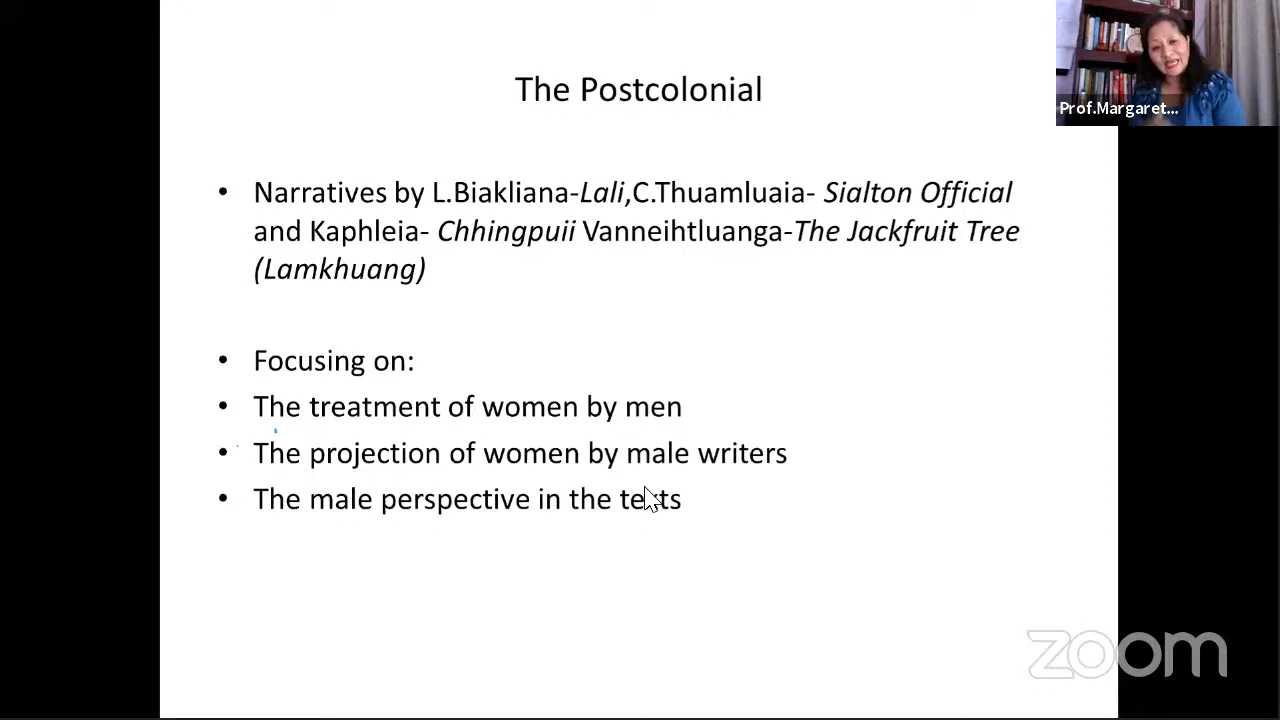 The Postcolonial
Prof.Margaret...
• Narratives by L.Biakliana-Lali,C.Thuamluaia- Sialton Official
and Kaphleia- Chhingpuii Vanneihtluanga-The Jackfruit Tree
(Lamkhuang)
• Focusing on:
• The treatment of women by men
• The projection of women by male writers
• The male perspective in the texts
zoom